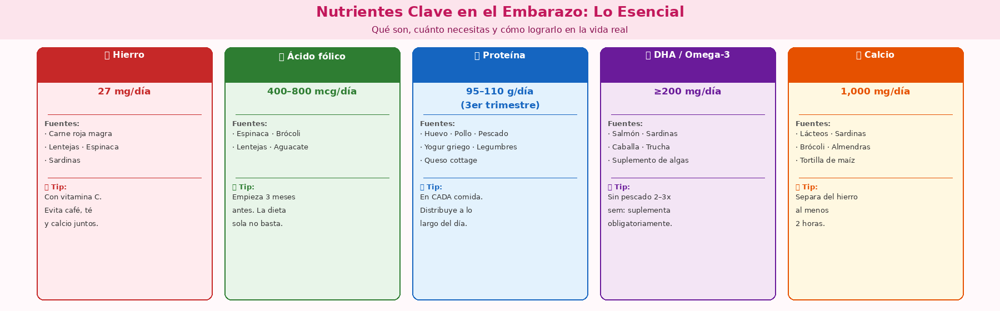 Nutrientes Clave en el Embarazo: Lo Esencial
Qué son, cuánto necesitas y cómo lograrlo en la vida real
Hierro
27 mg/día
Fuentes:
· Carne roja magra
· Lentejas · Espinaca
· Sardinas
Tip:
Con vitamina C.
Evita café, té
y calcio juntos.
Ácido fólico
400–800 mcg/día
Fuentes:
· Espinaca · Brócoli
· Lentejas · Aguacate
Tip:
Empieza 3 meses
antes. La dieta
sola no basta.
Proteína
95–110 g/día
(3er trimestre)
Fuentes:
· Huevo · Pollo · Pescado
· Yogur griego · Legumbres
· Queso cottage
Tip:
En CADA comida.
Distribuye a lo
largo del día.
DHA / Omega-3
≥200 mg/día
Fuentes:
· Salmón · Sardinas
· Caballa · Trucha
· Suplemento de algas
Tip:
Sin pescado 2–3x
sem: suplementa
obligatoriamente.
Calcio
1,000 mg/día
Fuentes:
· Lácteos · Sardinas
· Brócoli · Almendras
· Tortilla de maíz
Tip:
Separa del hierro
al menos
2 horas.